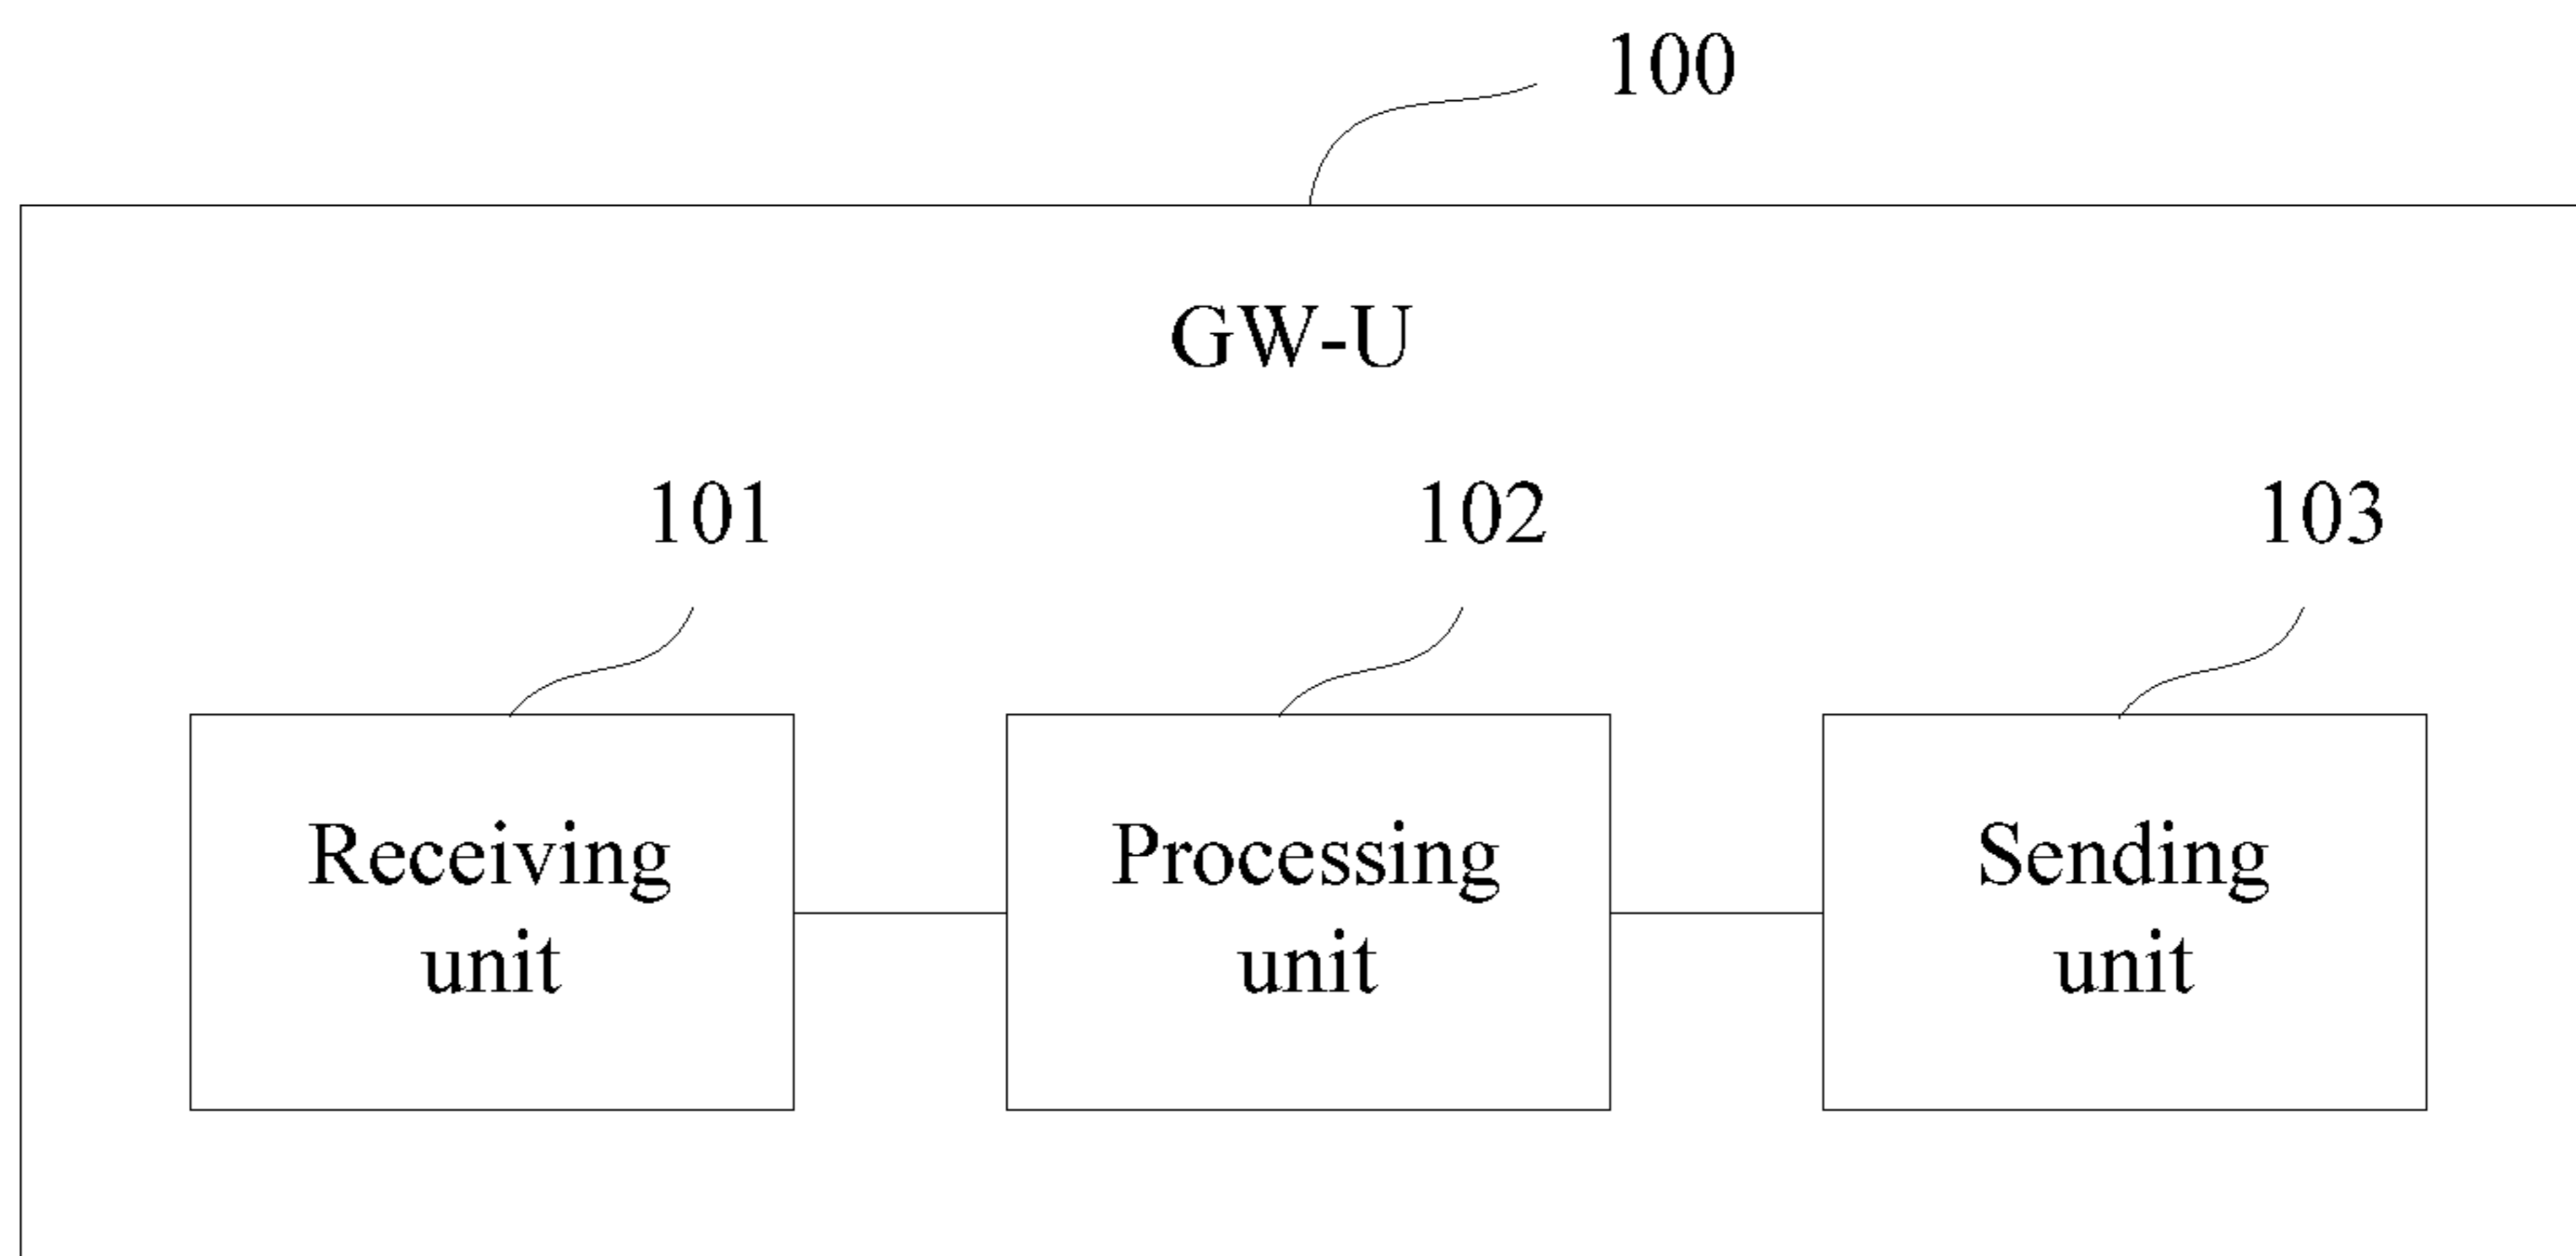 100
GW-U
101
102
103
Receiving
unit
Processing
unit
Sending
unit